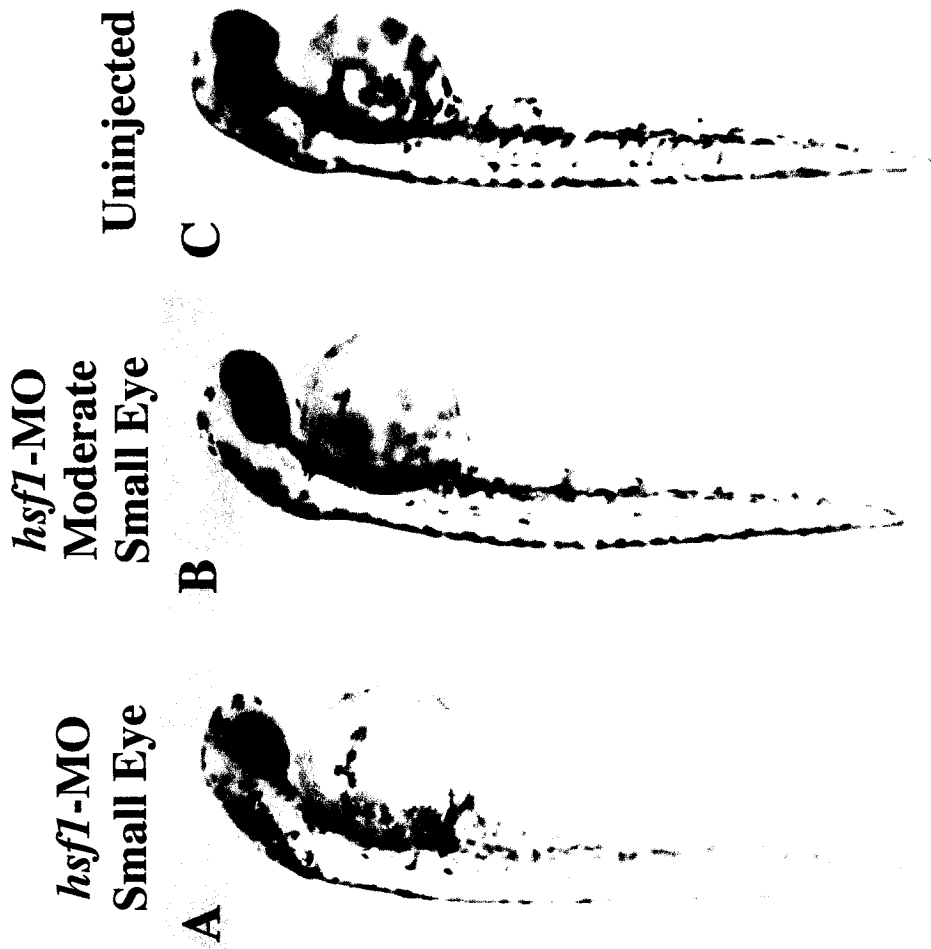 A
hsf1-MO
Small Eye
B
hsf1-MO
Moderate
Small Eye
C
Uninjected